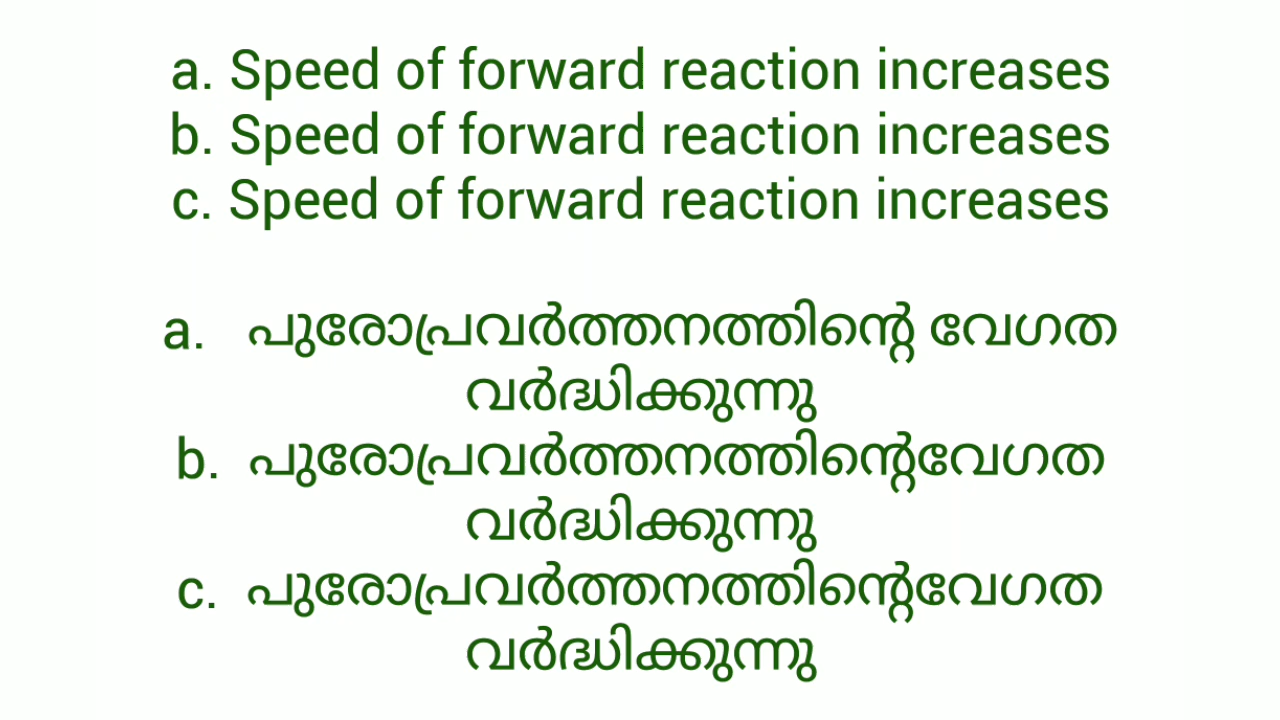 a. Speed of forward reaction increases
b. Speed of forward reaction increases
c. Speed of forward reaction increases
a. പുരോപ്രവർത്തനത്തിന്റെ വേഗത
വർദ്ധിക്കുന്നു
b. പുരോപ്രവർത്തനത്തിന്റെവേഗത
വർദ്ധിക്കുന്നു
c. പുരോപ്രവർത്തനത്തിന്റെവേഗത
വർദ്ധിക്കുന്നു